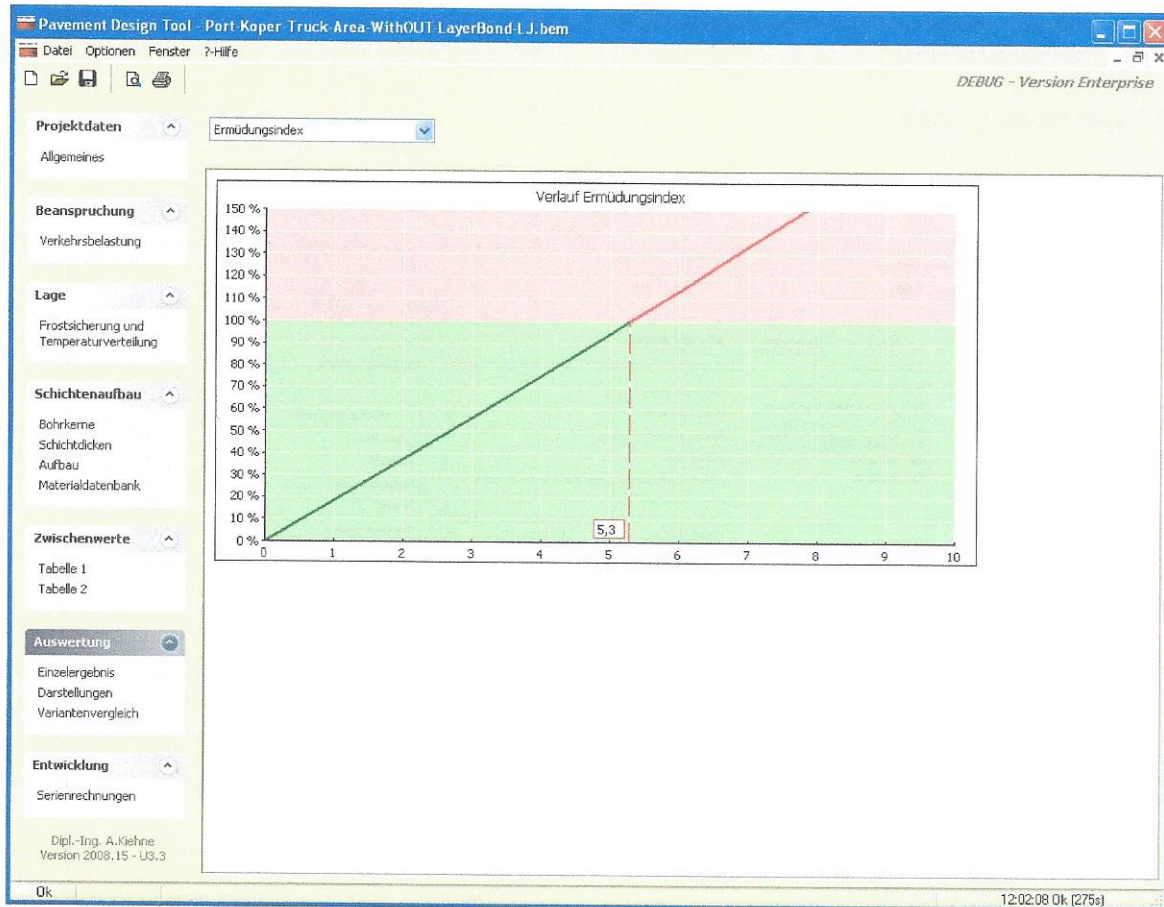 Pavement Design Tool - Port-Koper-Truck-Area-WithOUT-LayerBond-LJ.bem
Datei Optionen Fenster ?-Hilfe
DEBUG - Version Enterprise
Projektdaten
Allgemeines
Beanspruchung
Verkehrsbelastung
Lage
Frostsicherung und
Temperaturverteilung
Schichtenaufbau
Bohrkerne
Schichtdicken
Aufbau
Materialdatenbank
Zwischenwerte
Tabelle 1
Tabelle 2
Auswertung
Einzelergebnis
Darstellungen
Variantenvergleich
Entwicklung
Serienrechnungen
Dipl.-Ing. A.Kiehne
Version 2008.15 - U3.3
Ermüdungsindex
Verlauf Ermüdungsindex
150 %
140 %
130 %
120 %
110 %
100 %
90 %
80 %
70 %
60 %
50 %
40 %
30 %
20 %
10 %
0 %
5,3
0 1 2 3 4 5 6 7 8 9 10
Ok
12:02:08 Ok [275s]